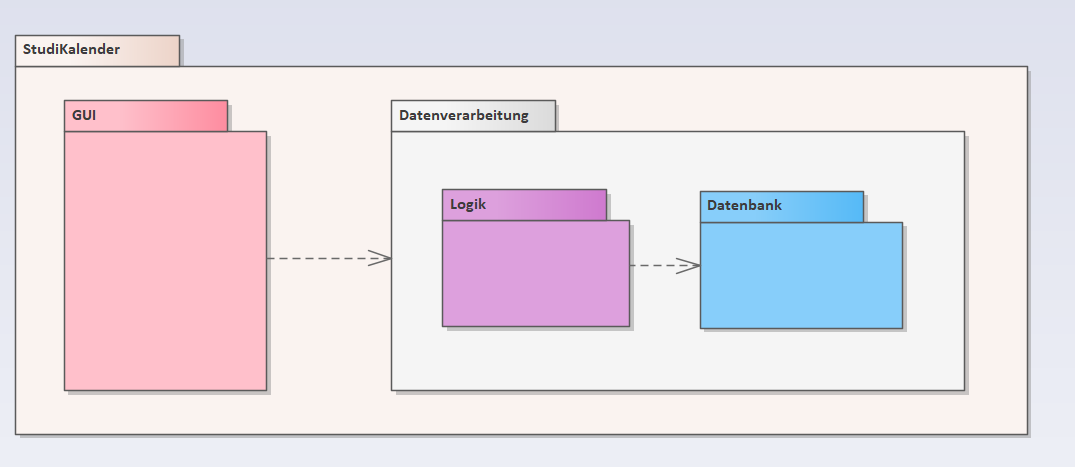 StudiKalender
GUI
Datenverarbeitung
Logik
Datenbank